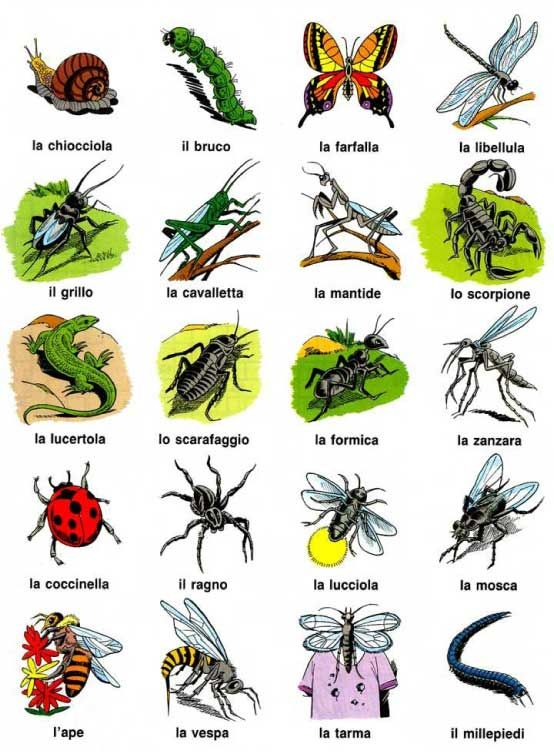 la chiocciola
il bruco
la farfalla
la libellula
il grillo
la cavalletta
la mantide
lo scorpione
la lucertola
lo scarafaggio
la formica
la zanzara
la coccinella
il ragno
la lucciola
la mosca
l'ape
la vespa
la tarma
il millepiedi